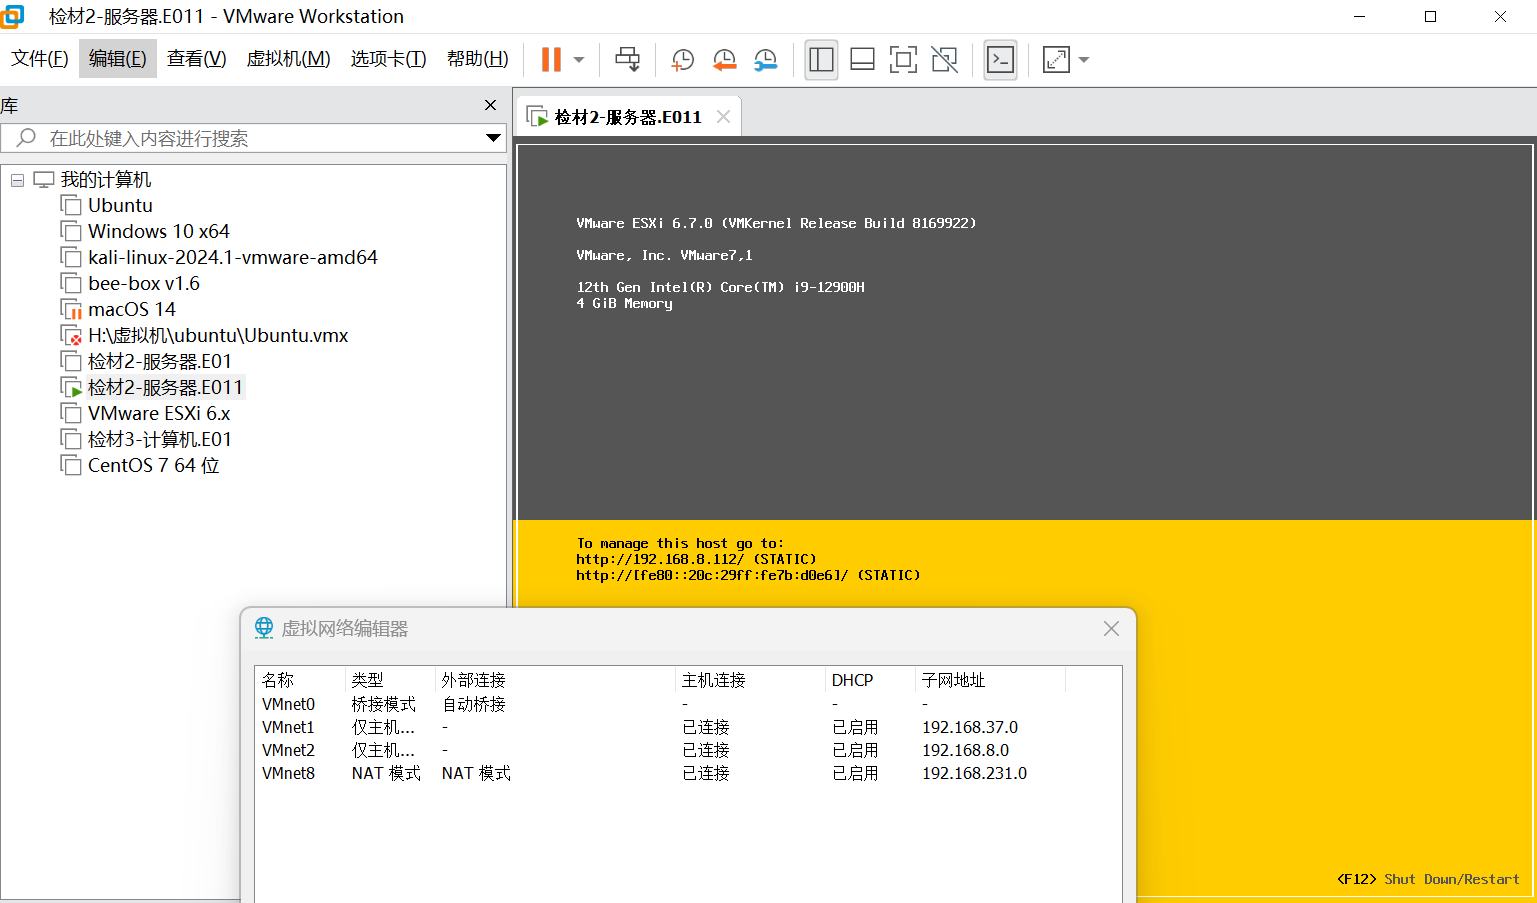 检材2-服务器.E011 - VMware Workstation
文件(F) 编辑(E) 查看(V) 虚拟机(M) 选项卡(T) 帮助(H)
库
在此处键入内容进行搜索
我的计算机
Ubuntu
Windows 10 x64
kali-linux-2024.1-vmware-amd64
bee-box v1.6
macOS 14
H:\虚拟机\ubuntu\Ubuntu.vmx
检材2-服务器.E01
检材2-服务器.E011
VMware ESXi 6.x
检材3-计算机.E01
CentOS 7 64 位
检材2-服务器.E011
VMware ESXi 6.7.0 (VMKernel Release Build 8169922)
VMware, Inc. VMware7,1
12th Gen Intel(R) Core(TM) i9-12900H
4 GiB Memory
To manage this host go to:
http://192.168.8.112/ (STATIC)
http://[fe80::20c:29ff:fe7b:d0e6]/ (STATIC)
<F12> Shut Down/Restart
虚拟网络编辑器
名称 类型 外部连接 主机连接 DHCP 子网地址
VMnet0 桥接模式 自动桥接 - - -
VMnet1 仅主机... - 已连接 已启用 192.168.37.0
VMnet2 仅主机... - 已连接 已启用 192.168.8.0
VMnet8 NAT 模式 NAT 模式 已连接 已启用 192.168.231.0